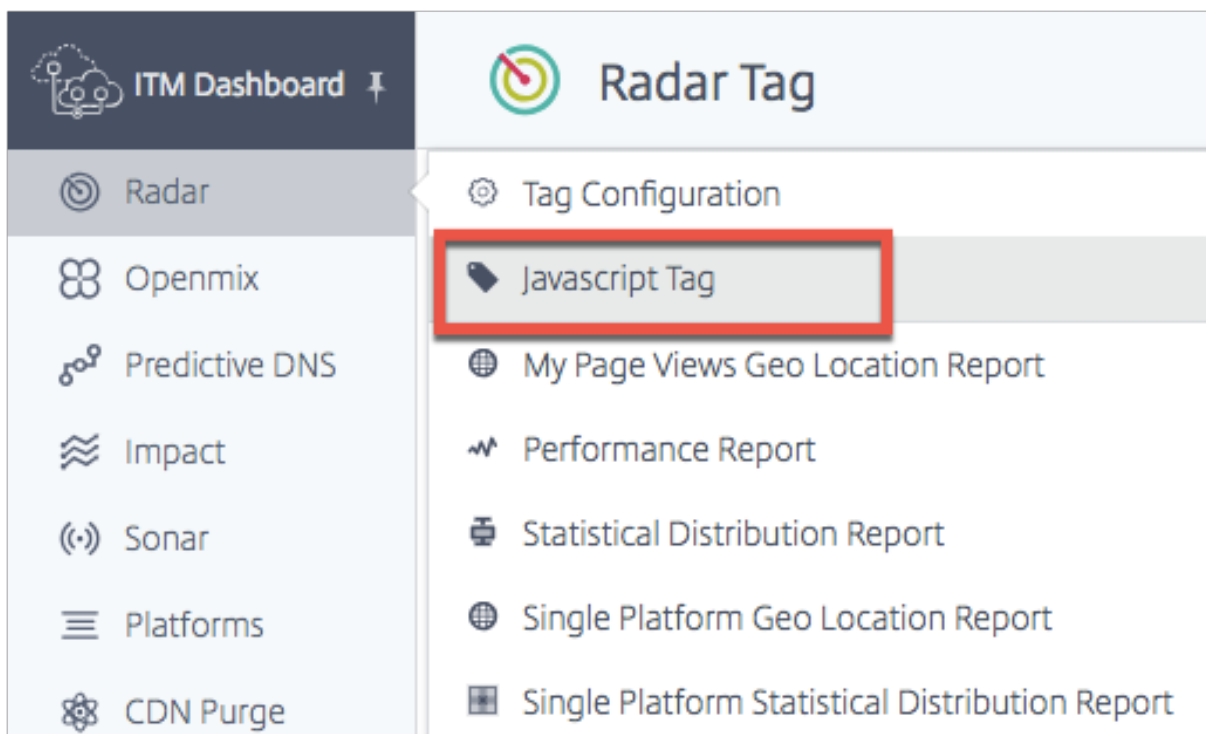 ITM Dashboard
Radar Tag
Radar
Openmix
Predictive DNS
Impact
Sonar
Platforms
CDN Purge
Tag Configuration
Javascript Tag
My Page Views Geo Location Report
Performance Report
Statistical Distribution Report
Single Platform Geo Location Report
Single Platform Statistical Distribution Report